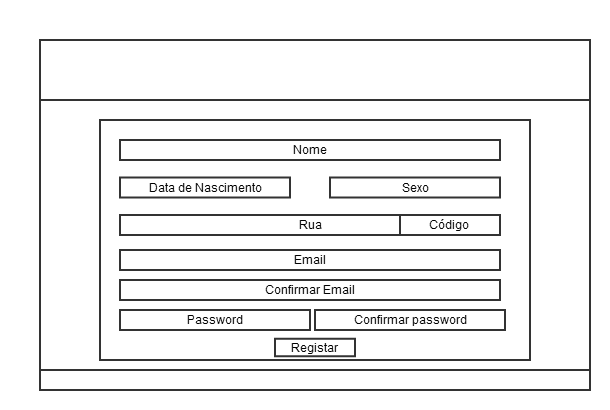 Nome
Data de Nascimento
Sexo
Rua
Código
Email
Confirmar Email
Password
Confirmar password
Registar